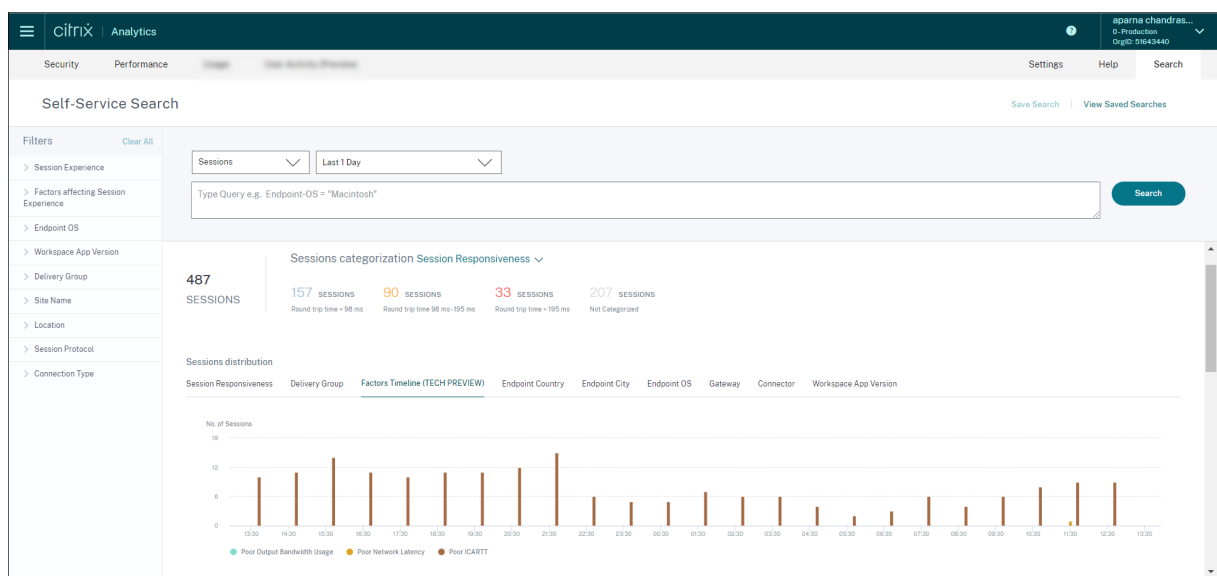 citrix | Analytics
?
aparna chandras...
0-Production
OrgID: 51643440
Security Performance Usage User Activity (Preview) Settings Help Search
Self-Service Search
Save Search | View Saved Searches
Filters Clear All
Session Experience
Factors affecting Session
Experience
Endpoint OS
Workspace App Version
Delivery Group
Site Name
Location
Session Protocol
Connection Type
Sessions Last 1 Day
Type Query e.g. Endpoint-OS = "Macintosh"
Search
487
SESSIONS
Sessions categorization Session Responsiveness
157 SESSIONS 90 SESSIONS 33 SESSIONS 207 SESSIONS
Round trip time < 98 ms Round trip time 98 ms-195 ms Round trip time > 195 ms Not Categorized
Sessions distribution
Session Responsiveness Delivery Group Factors Timeline (TECH PREVIEW) Endpoint Country Endpoint City Endpoint OS Gateway Connector Workspace App Version
No. of Sessions
18
12
6
0
13:30 14:30 15:30 16:30 17:30 18:30 19:30 20:30 21:30 22:30 23:30 00:30 01:30 02:30 03:30 04:30 05:30 06:30 07:30 08:30 09:30 10:30 11:30 12:30 13:30
Poor Output Bandwidth Usage Poor Network Latency Poor ICARTT